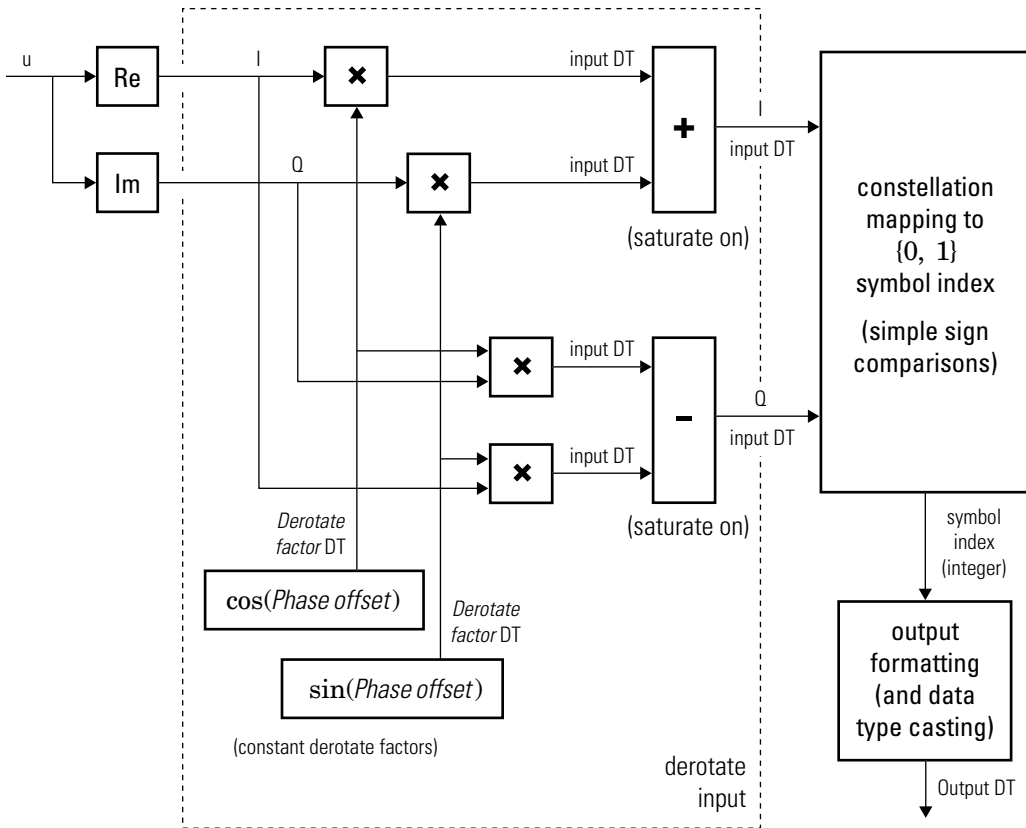 u
Re
I
×
input DT
+
I
input DT
Im
Q
×
input DT
(saturate on)
constellation
mapping to
{0, 1}
symbol index
(simple sign
comparisons)
×
input DT
-
Q
input DT
×
input DT
(saturate on)
Derotate
factor DT
cos(Phase offset)
Derotate
factor DT
sin(Phase offset)
(constant derotate factors)
derotate
input
symbol
index
(integer)
output
formatting
(and data
type casting)
Output DT